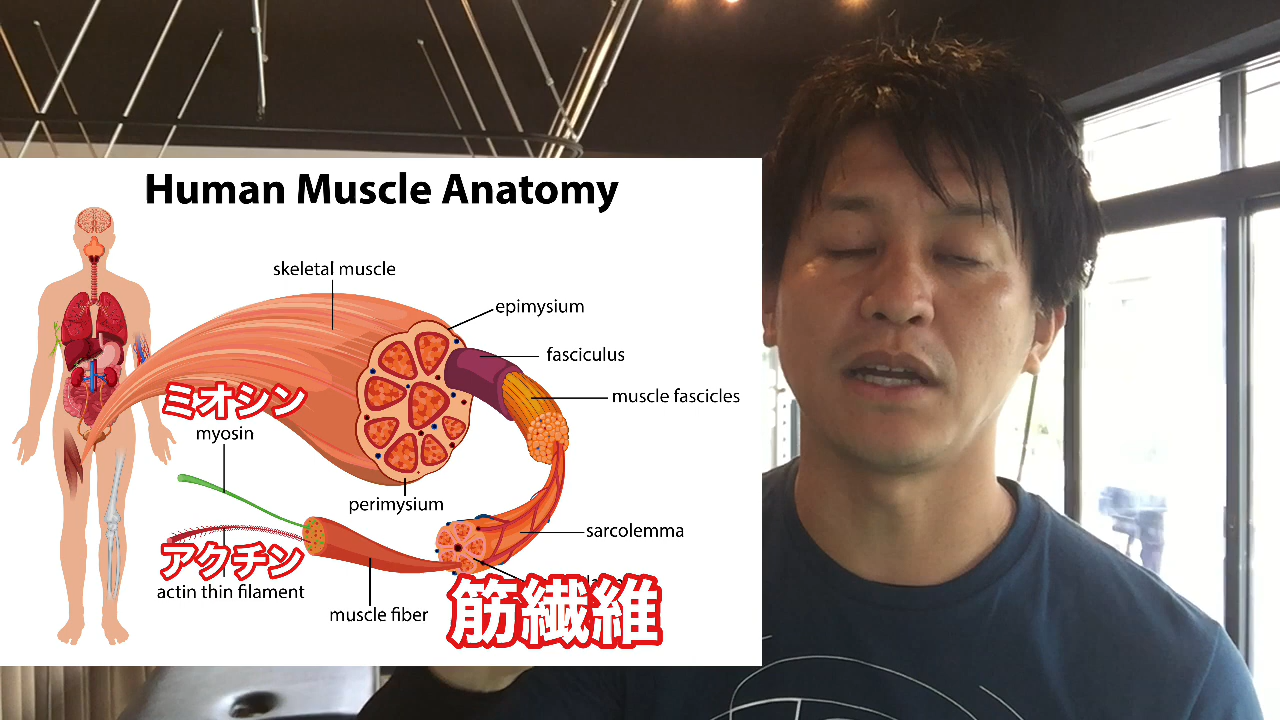 Human Muscle Anatomy
skeletal muscle
epimysium
fasciculus
muscle fascicles
ミオシン
myosin
perimysium
sarcolemma
アクチン
actin thin filament
muscle fiber
筋繊維